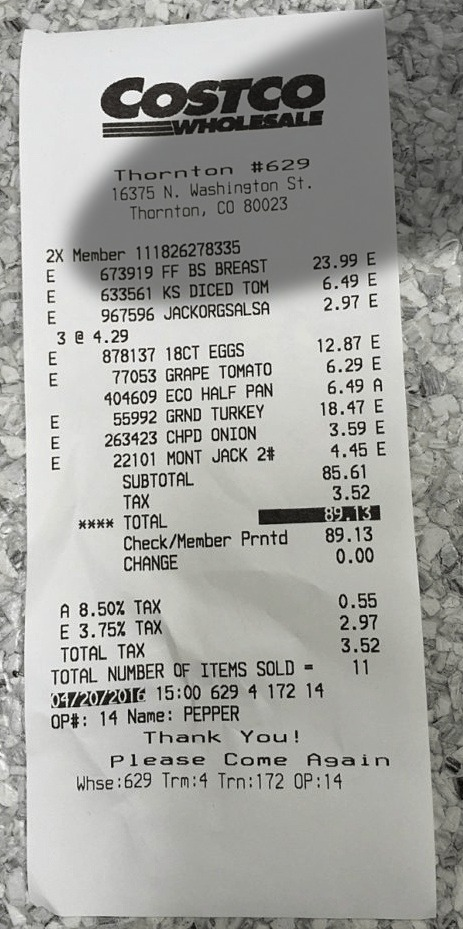 COSTCO
WHOLESALE
Thornton #629
16375 N. Washington St.
Thornton, CO 80023
2X Member 111826278335
E 673919 FF BS BREAST 23.99 E
E 633561 KS DICED TOM 6.49 E
E 967596 JACKORGSALSA 2.97 E
3 @ 4.29
E 878137 18CT EGGS 12.87 E
E 77053 GRAPE TOMATO 6.29 E
404609 ECO HALF PAN 6.49 A
E 55992 GRND TURKEY 18.47 E
E 263423 CHPD ONION 3.59 E
E 22101 MONT JACK 2# 4.45 E
SUBTOTAL 85.61
TAX 3.52
**** TOTAL 89.13
Check/Member Prntd 89.13
CHANGE 0.00
A 8.50% TAX 0.55
E 3.75% TAX 2.97
TOTAL TAX 3.52
TOTAL NUMBER OF ITEMS SOLD = 11
04/20/2016 15:00 629 4 172 14
OP#: 14 Name: PEPPER
Thank You!
Please Come Again
Whse:629 Trm:4 Trn:172 OP:14